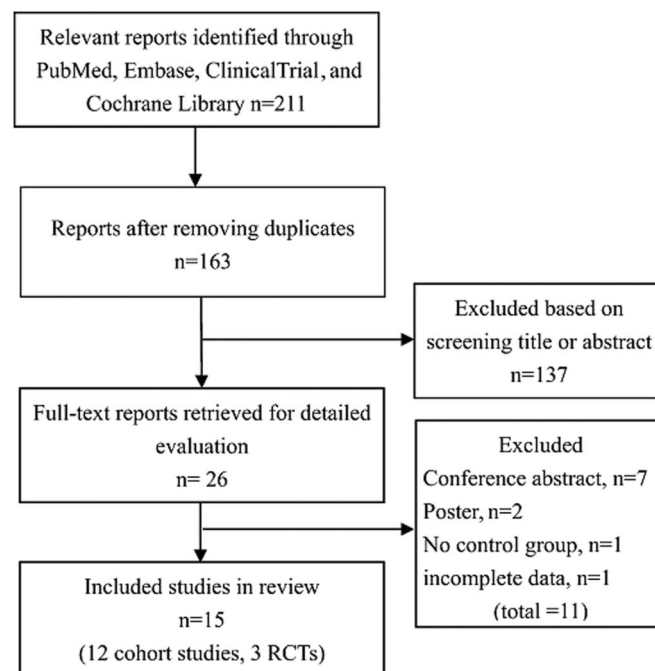 Relevant reports identified through
PubMed, Embase, ClinicalTrial, and
Cochrane Library n=211
Reports after removing duplicates
n=163
Excluded based on
screening title or abstract
n=137
Full-text reports retrieved for detailed
evaluation
n= 26
Excluded
Conference abstract, n=7
Poster, n=2
No control group, n=1
incomplete data, n=1
(total =11)
Included studies in review
n=15
(12 cohort studies, 3 RCTs)